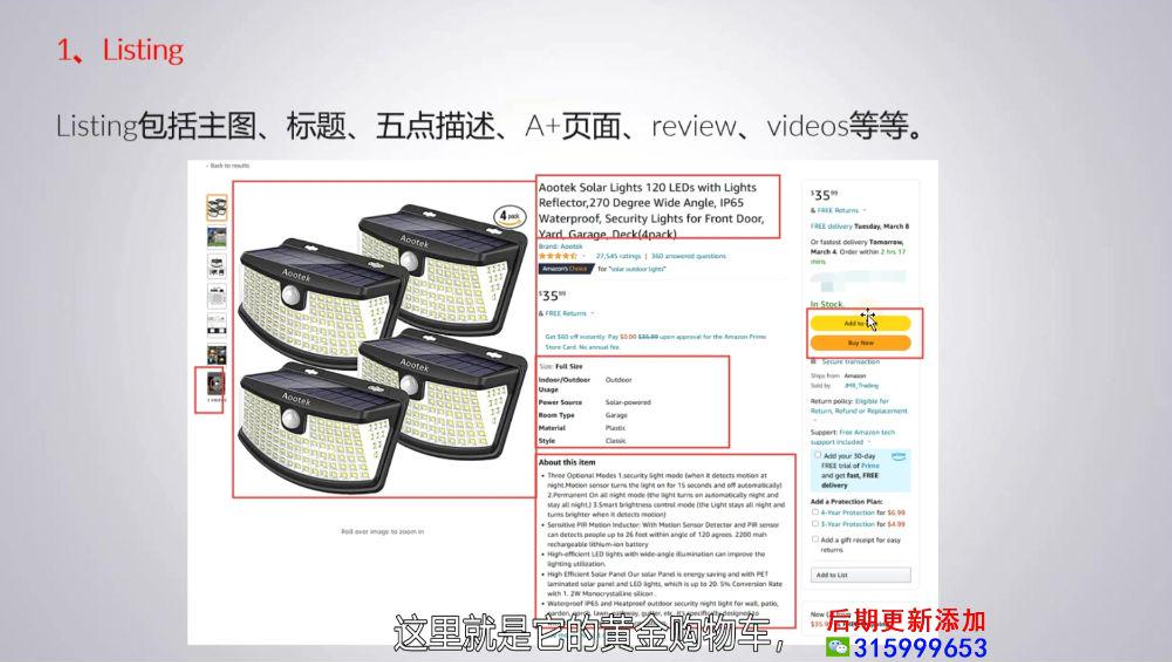 1、Listing
Listing包括主图、标题、五点描述、A+页面、review、videos等等。
Back to results
Aootek Solar Lights 120 LEDs with Lights
Reflector,270 Degree Wide Angle, IP65
Waterproof, Security Lights for Front Door,
Yard, Garage, Deck(4pack)
Brand: Aootek
27,545 ratings | 360 answered questions
Amazon's Choice for "solar outdoor lights"
$35⁹⁹
& FREE Returns
Get $60 off instantly: Pay $0.00 $35.99 upon approval for the Amazon Prime
Store Card. No annual fee.
Size: Full Size
Indoor/Outdoor Usage Outdoor
Power Source Solar-powered
Room Type Garage
Material Plastic
Style Classic
About this item
Three Optional Modes 1.security light mode (when it detects motion at
night.Motion sensor turns the light on for 15 seconds and off automatically)
2.Permanent On all night mode (the light turns on automatically night and
stay all night.) 3.Smart brightness control mode (the Light stays all night and
turns brighter when it detects motion)
Sensitive PIR Motion Inductor: With Motion Sensor Detector and PIR sensor
can detects people up to 26 feet within angle of 120 agrees. 2200 mah
rechargeable lithium-ion battery
High-efficient LED lights with wide-angle illumination can improve the
lighting utilization.
High Efficient Solar Panel Our solar Panel is energy saving and with PET
laminated solar panel and LED lights, which is up to 20. 5% Conversion Rate
with 1. 2W Monocrystalline silicon .
Waterproof IP65 and Heatproof outdoor security night light for wall, patio,
4 pack
Aootek
Aootek
Aootek
Aootek
Roll over image to zoom in
$35⁹⁹
& FREE Returns
FREE delivery Tuesday, March 8
Or fastest delivery Tomorrow,
March 4. Order within 2 hrs 17
mins
In Stock.
Add to
Buy Now
Secure transaction
Ships from Amazon
Sold by JMR_Trading
Return policy: Eligible for
Return, Refund or Replacement
Support: Free Amazon tech
support included
Add your 30-day
FREE trial of Prime
and get fast, FREE
delivery
prime
Add a Protection Plan:
4-Year Protection for $6.99
3-Year Protection for $4.99
Add a gift receipt for easy
returns
Add to List
这里就是它的黄金购物车，
后期更新添加
315999653